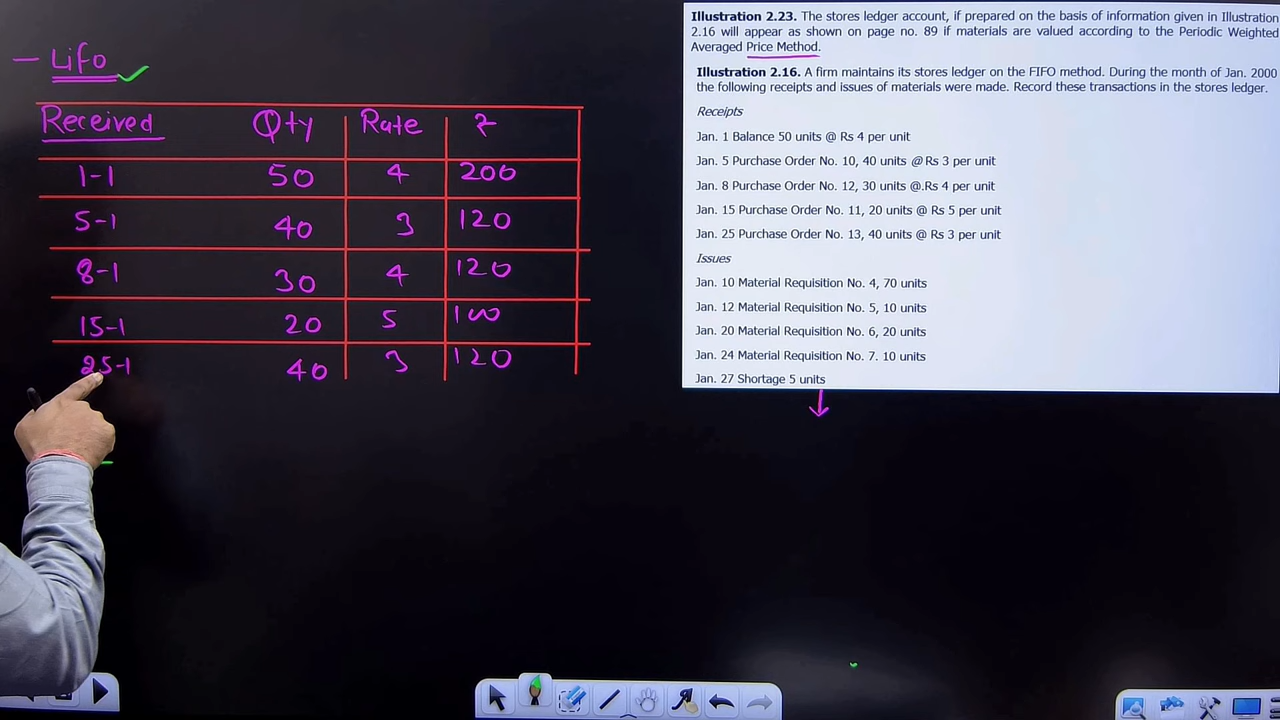 — Lifo
Received Qty Rate ₹
1-1 50 4 200
5-1 40 3 120
8-1 30 4 120
15-1 20 5 100
25-1 40 3 120
Illustration 2.23. The stores ledger account, if prepared on the basis of information given in Illustration
2.16 will appear as shown on page no. 89 if materials are valued according to the Periodic Weighted
Averaged Price Method.
Illustration 2.16. A firm maintains its stores ledger on the FIFO method. During the month of Jan. 2000
the following receipts and issues of materials were made. Record these transactions in the stores ledger.
Receipts
Jan. 1 Balance 50 units @ Rs 4 per unit
Jan. 5 Purchase Order No. 10, 40 units @ Rs 3 per unit
Jan. 8 Purchase Order No. 12, 30 units @.Rs 4 per unit
Jan. 15 Purchase Order No. 11, 20 units @ Rs 5 per unit
Jan. 25 Purchase Order No. 13, 40 units @ Rs 3 per unit
Issues
Jan. 10 Material Requisition No. 4, 70 units
Jan. 12 Material Requisition No. 5, 10 units
Jan. 20 Material Requisition No. 6, 20 units
Jan. 24 Material Requisition No. 7. 10 units
Jan. 27 Shortage 5 units